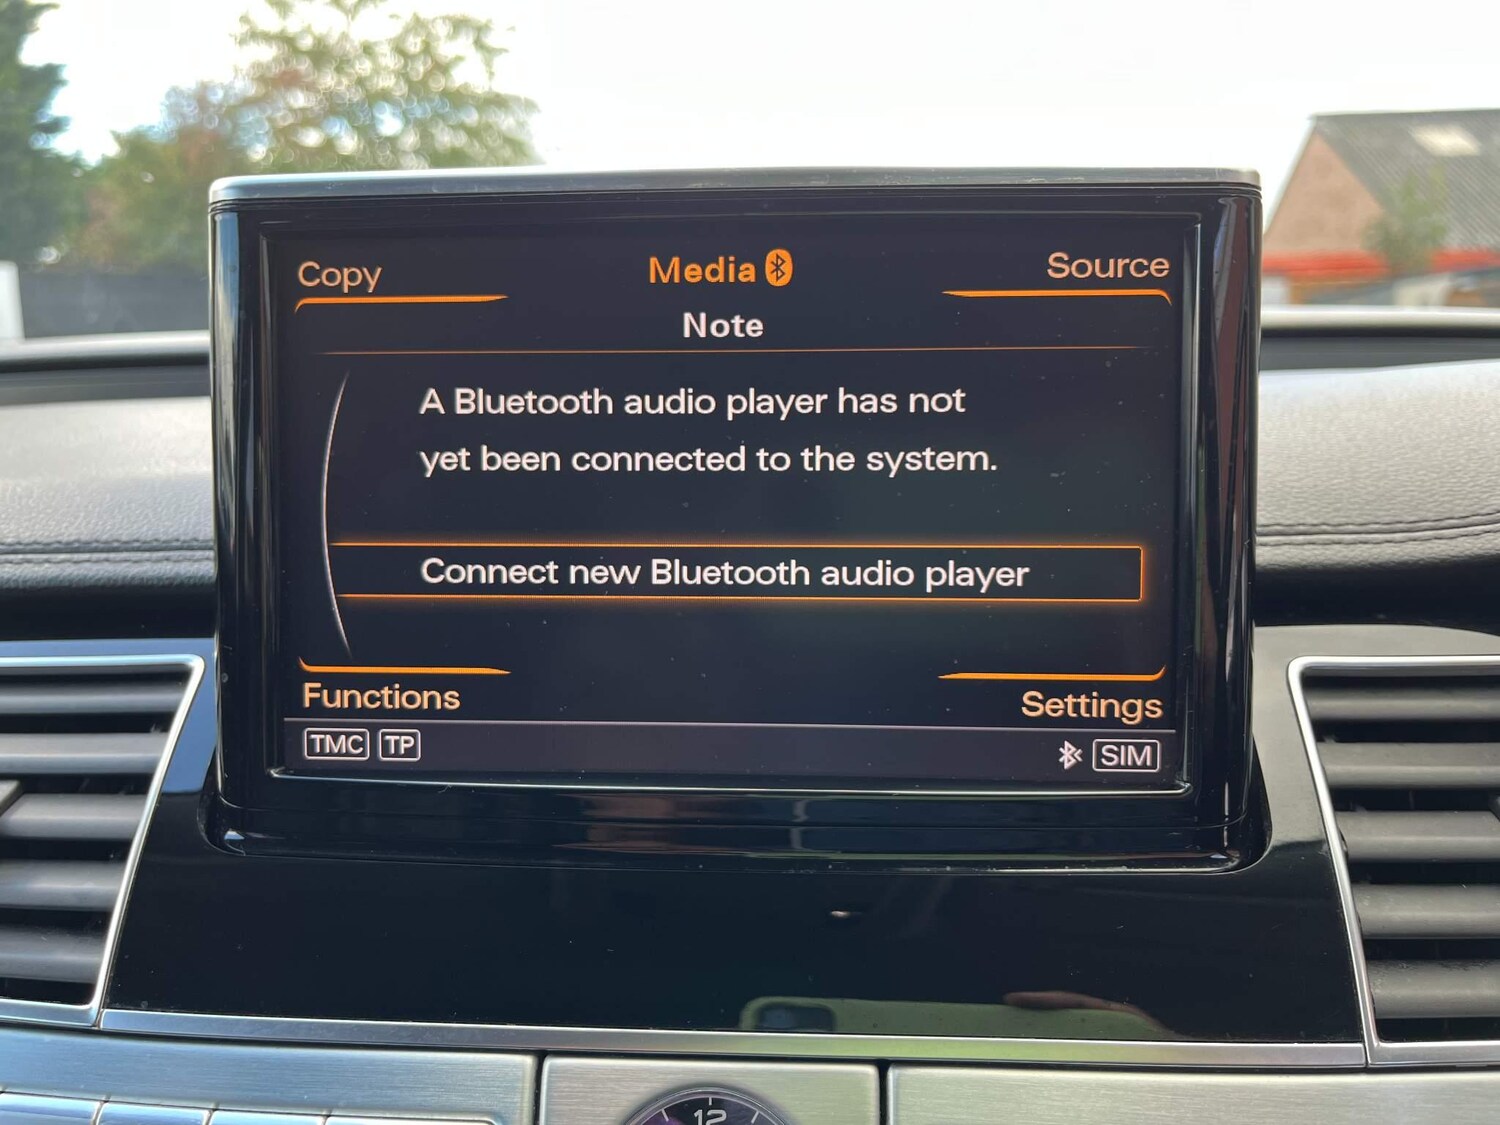 Copy
Media
Source
Note
A Bluetooth audio player has not
yet been connected to the system.
Connect new Bluetooth audio player
Functions
Settings
TMC TP
SIM
12